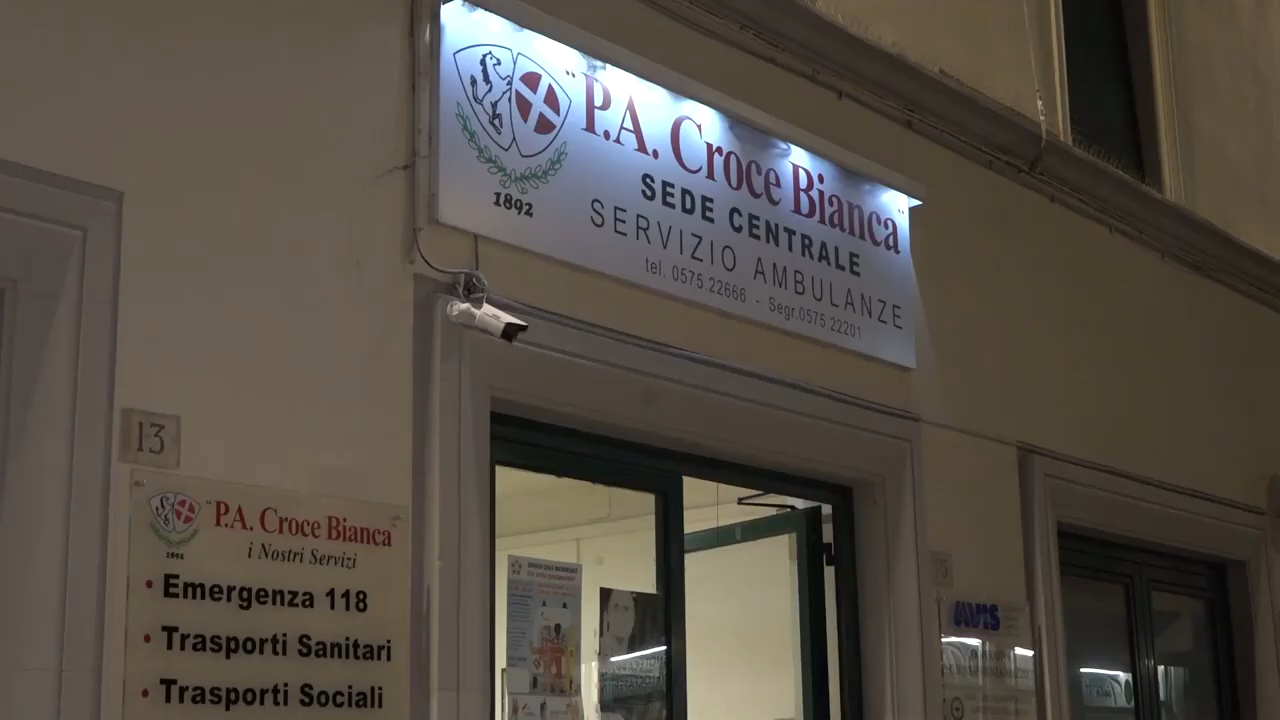 "P.A. Croce Bianca"
SEDE CENTRALE
SERVIZIO AMBULANZE
tel. 0575.22666 - Segr.0575.22201
1892
13
"P.A. Croce Bianca"
i Nostri Servizi
1892
• Emergenza 118
• Trasporti Sanitari
• Trasporti Sociali